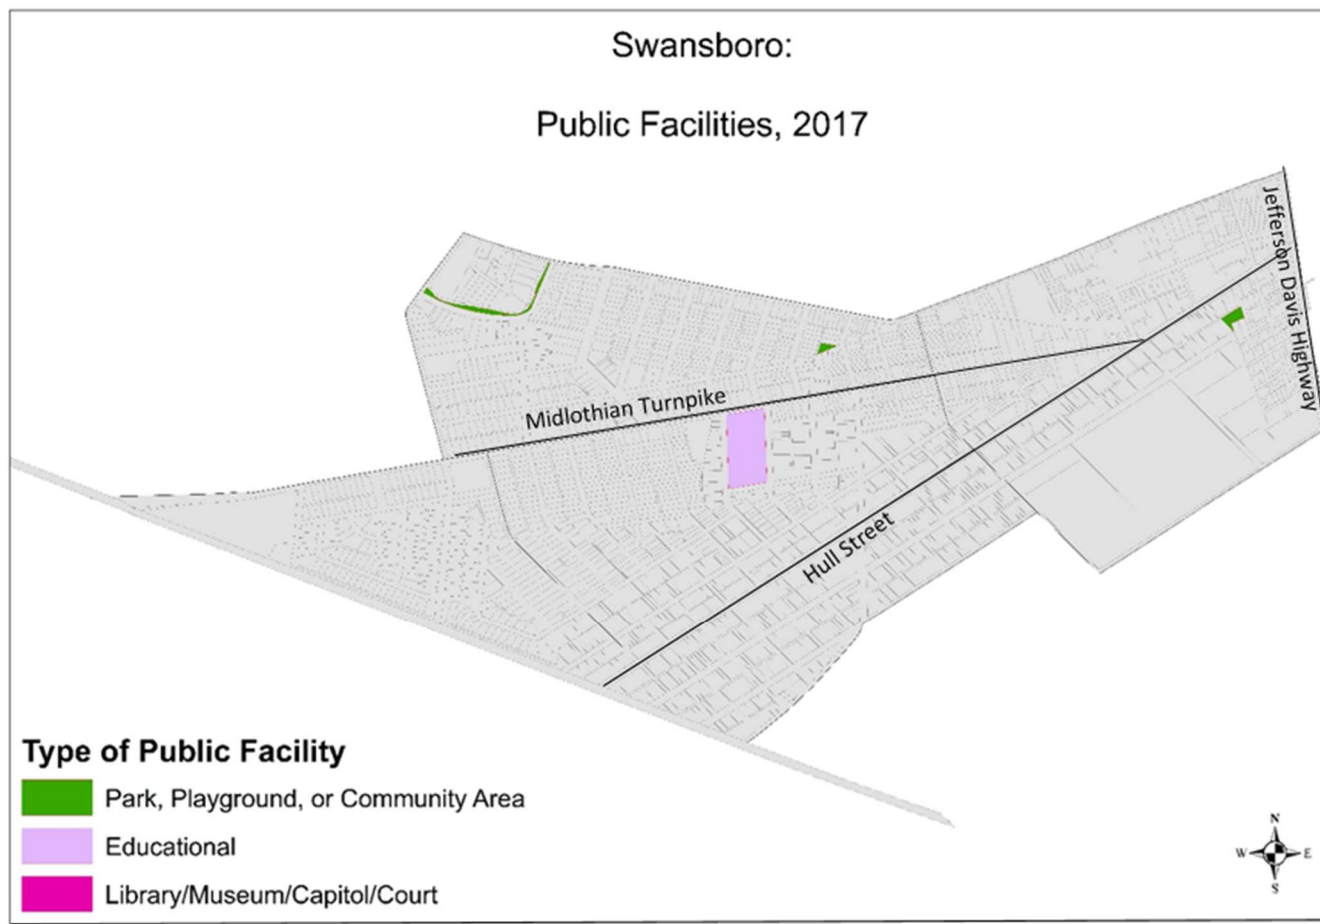 Swansboro:
Public Facilities, 2017
Jefferson Davis Highway
Midlothian Turnpike
Hull Street
Type of Public Facility
Park, Playground, or Community Area
Educational
Library/Museum/Capitol/Court
N
W E
S